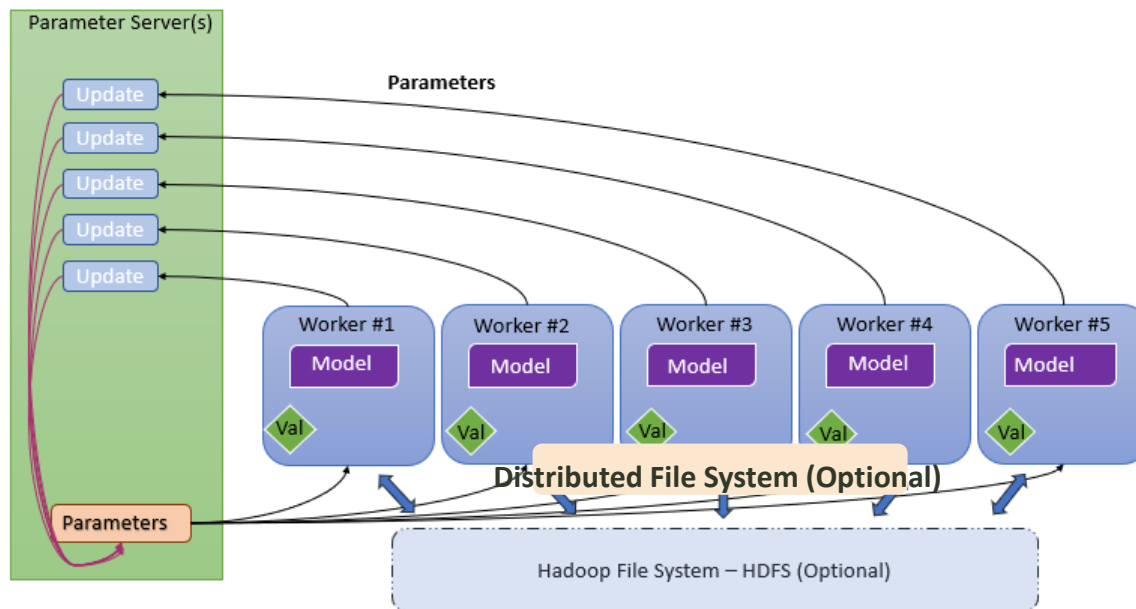 Parameter Server(s)
Parameters
Update
Update
Update
Update
Update
Worker #1
Worker #2
Worker #3
Worker #4
Worker #5
Model
Model
Model
Model
Model
Val
Val
Val
Val
Val
Distributed File System (Optional)
Parameters
Hadoop File System – HDFS (Optional)